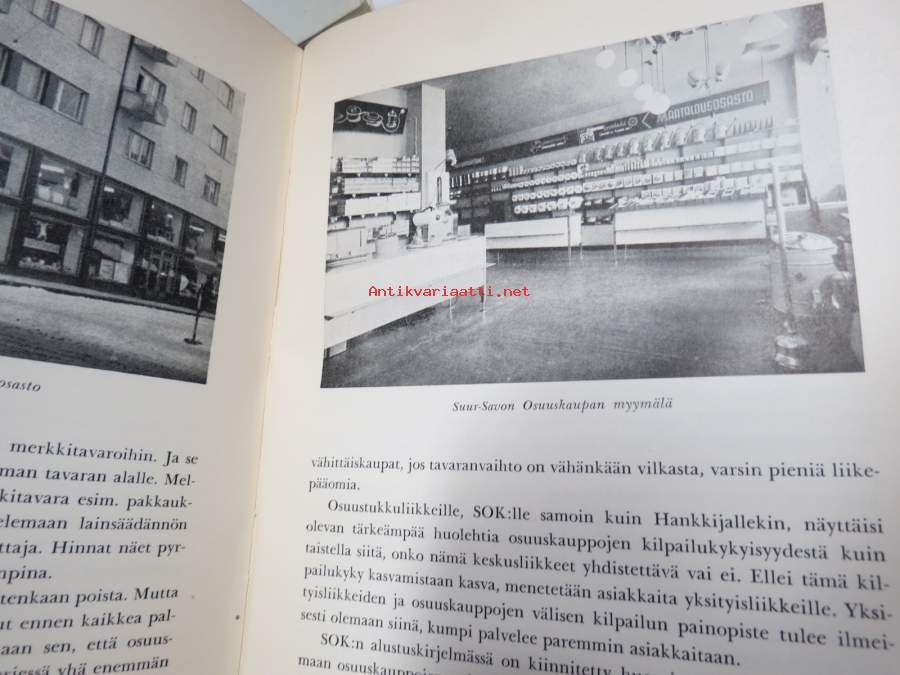 osasto
merkkitavaroihin. Ja se
man tavaran alalle. Mel-
kitavara esim. pakkauk-
elemaan lainsäädännön
ttaja. Hinnat näet pyr-
npina.
tenkaan poista. Mutta
ut ennen kaikkea pal-
aan sen, että osuus-
riessä yhä enemmän
MAATALOUSOSASTO
Antikvariaatti.net
Suur-Savon Osuuskaupan myymälä
vähittäiskaupat, jos tavaranvaihto on vähänkään vilkasta, varsin pieniä liike-
pääomia.
Osuustukkuliikkeille, SOK:lle samoin kuin Hankkijallekin, näyttäisi
olevan tärkeämpää huolehtia osuuskauppojen kilpailukykyisyydestä kuin
taistella siitä, onko nämä keskusliikkeet yhdistettävä vai ei. Ellei tämä kil-
pailukyky kasvamistaan kasva, menetetään asiakkaita yksityisliikkeille. Yksi-
tyisliikkeiden ja osuuskauppojen välisen kilpailun painopiste tulee ilmei-
sesti olemaan siinä, kumpi palvelee paremmin asiakkaitaan.
SOK:n alustuskirjelmässä on kiinnitetty
maan